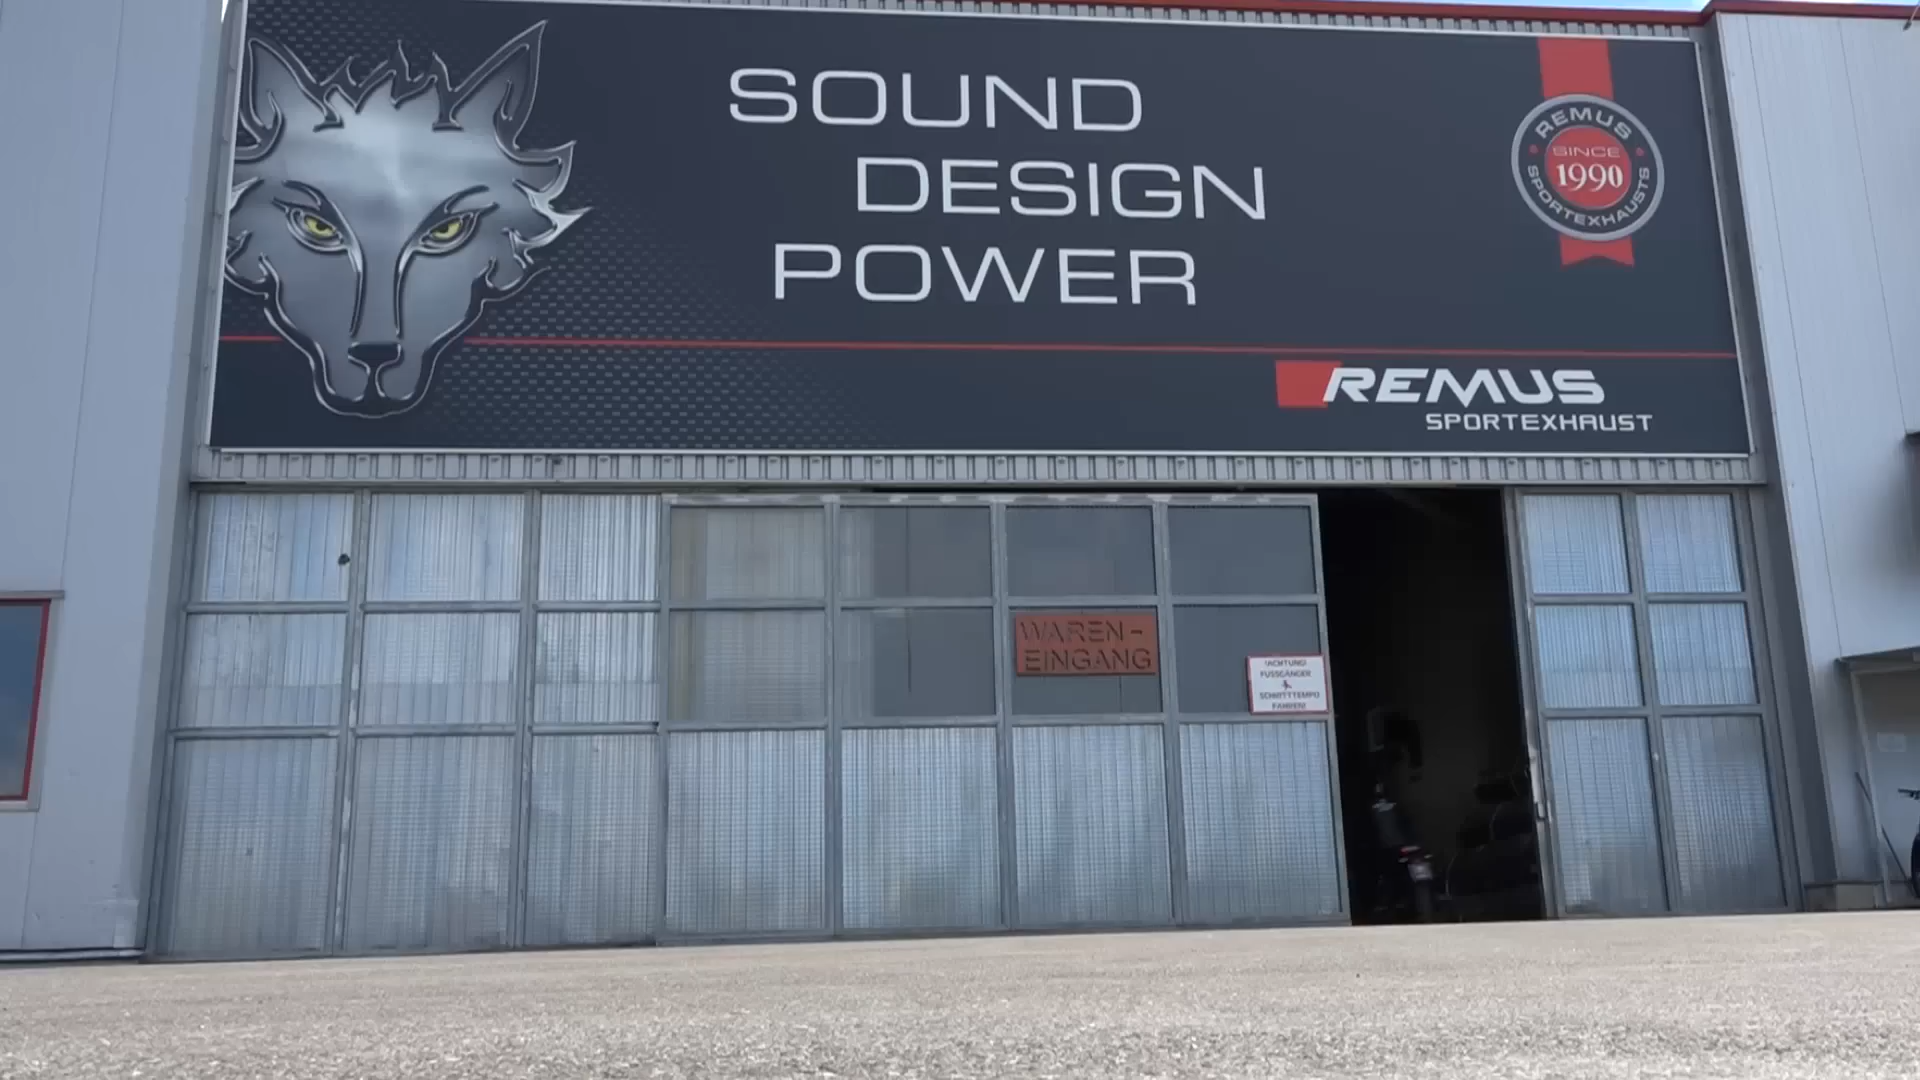 SOUND
DESIGN
POWER
REMUS
SINCE
1990
SPORTEXHAUSTS
REMUS
SPORTEXHAUST
WAREN-
EINGANG
!ACHTUNG!
FUSSGÄNGER
SCHRITTTEMPO
FAHREN!